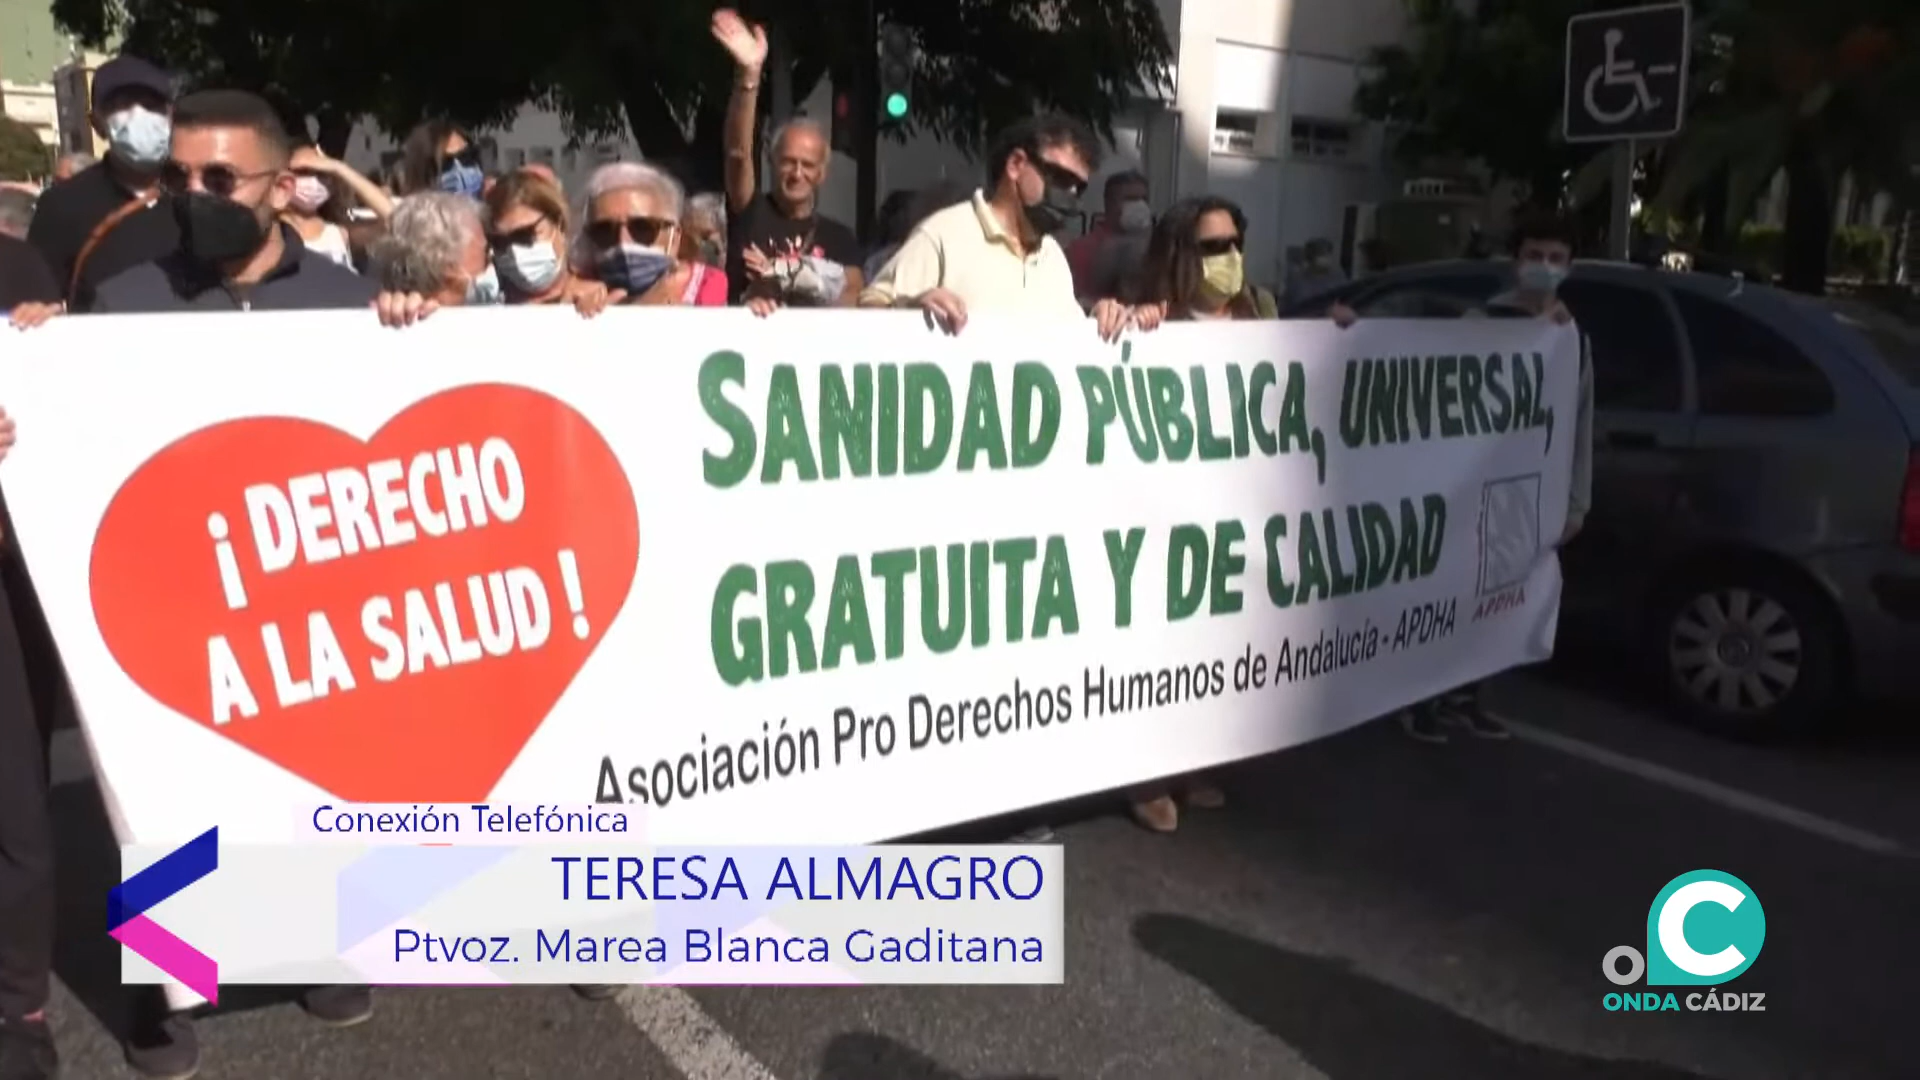 ¡DERECHO
A LA SALUD!
SANIDAD PÚBLICA, UNIVERSAL,
GRATUITA Y DE CALIDAD
APDHA
Asociación Pro Derechos Humanos de Andalucía - APDHA
Conexión Telefónica
TERESA ALMAGRO
Ptvoz. Marea Blanca Gaditana
OC
ONDA CÁDIZ